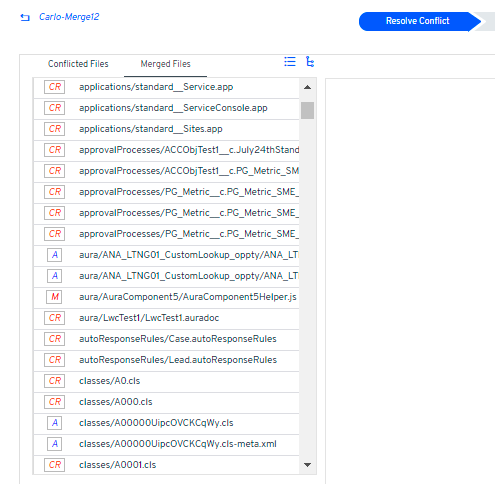 Carlo-Merge12
Resolve Conflict
Conflicted Files
Merged Files
CR applications/standard__Service.app
CR applications/standard__ServiceConsole.app
CR applications/standard__Sites.app
CR approvalProcesses/ACCObjTest1__c.July24thStand
CR approvalProcesses/ACCObjTest1__c.PG_Metric_SM
CR approvalProcesses/PG_Metric__c.PG_Metric_SME_
CR approvalProcesses/PG_Metric__c.PG_Metric_SME_
CR approvalProcesses/PG_Metric__c.PG_Metric_SME_
A aura/ANA_LTNG01_CustomLookup_oppty/ANA_LT
A aura/ANA_LTNG01_CustomLookup_oppty/ANA_LT
M aura/AuraComponent5/AuraComponent5Helper.js
CR aura/LwcTest1/LwcTest1.auradoc
CR autoResponseRules/Case.autoResponseRules
CR autoResponseRules/Lead.autoResponseRules
CR classes/A0.cls
CR classes/A000.cls
A classes/A00000UipcOVCKCqWy.cls
A classes/A00000UipcOVCKCqWy.cls-meta.xml
CR classes/A0001.cls